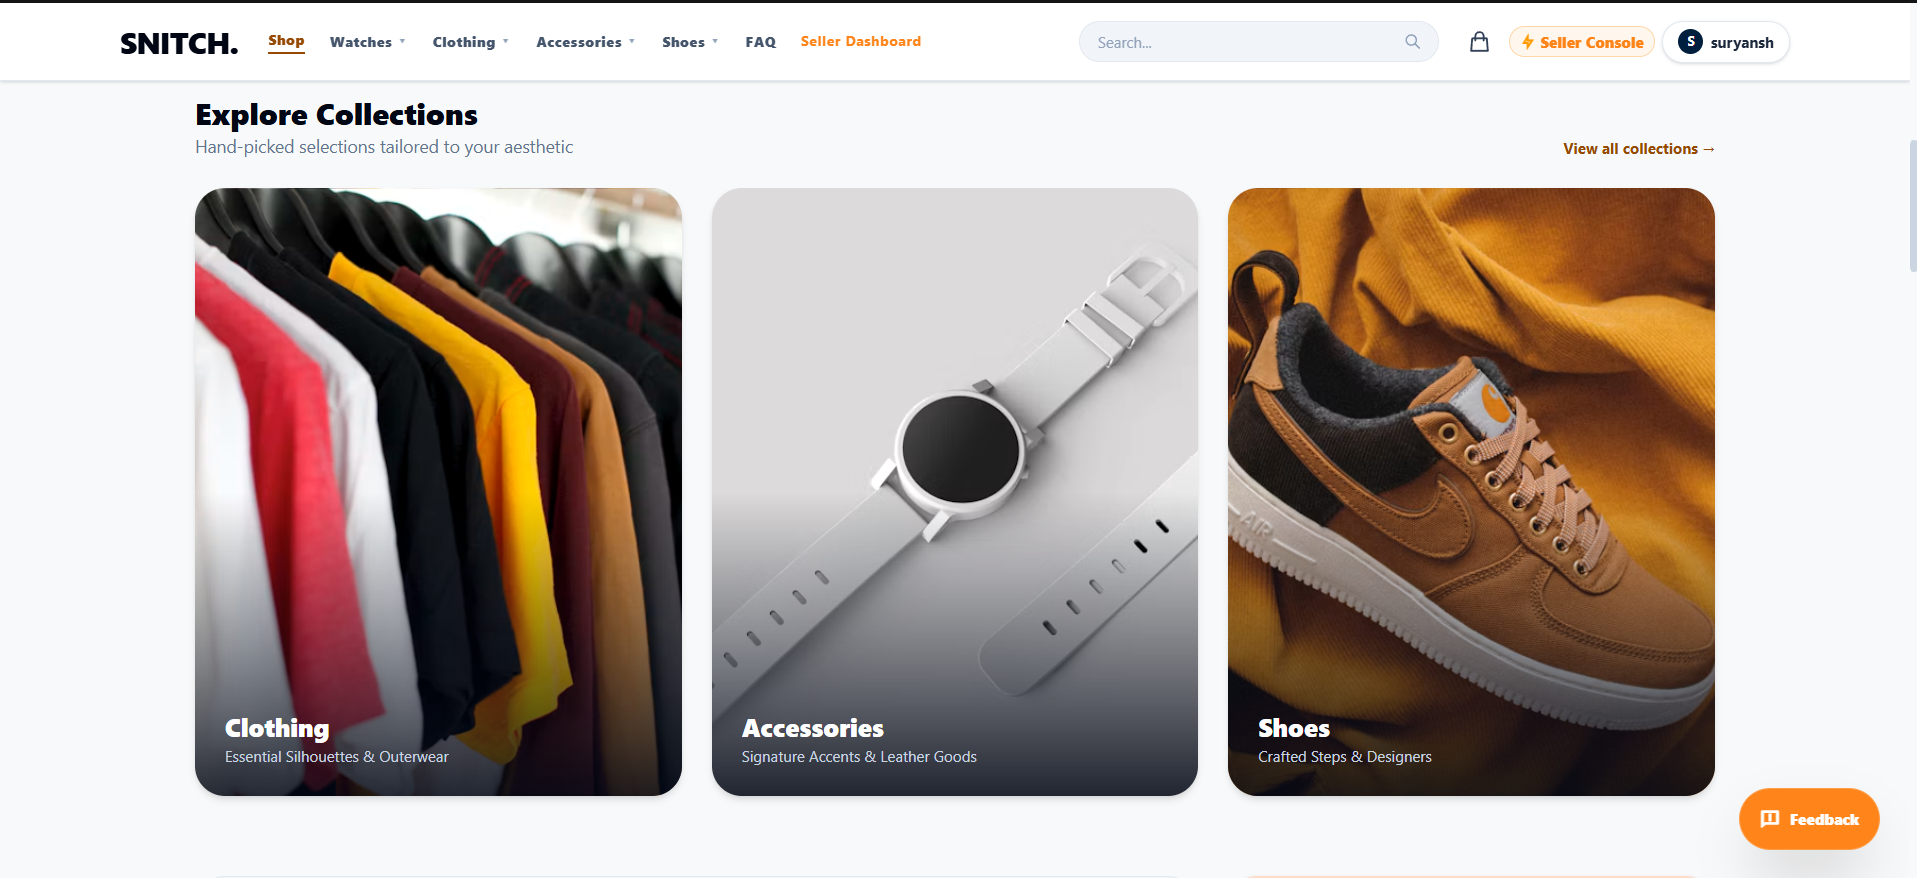 SNITCH.
Shop
Watches
Clothing
Accessories
Shoes
FAQ
Seller Dashboard
Search...
Seller Console
S
suryansh
Explore Collections
Hand-picked selections tailored to your aesthetic
View all collections →
AIR
Clothing
Essential Silhouettes & Outerwear
Accessories
Signature Accents & Leather Goods
Shoes
Crafted Steps & Designers
Feedback